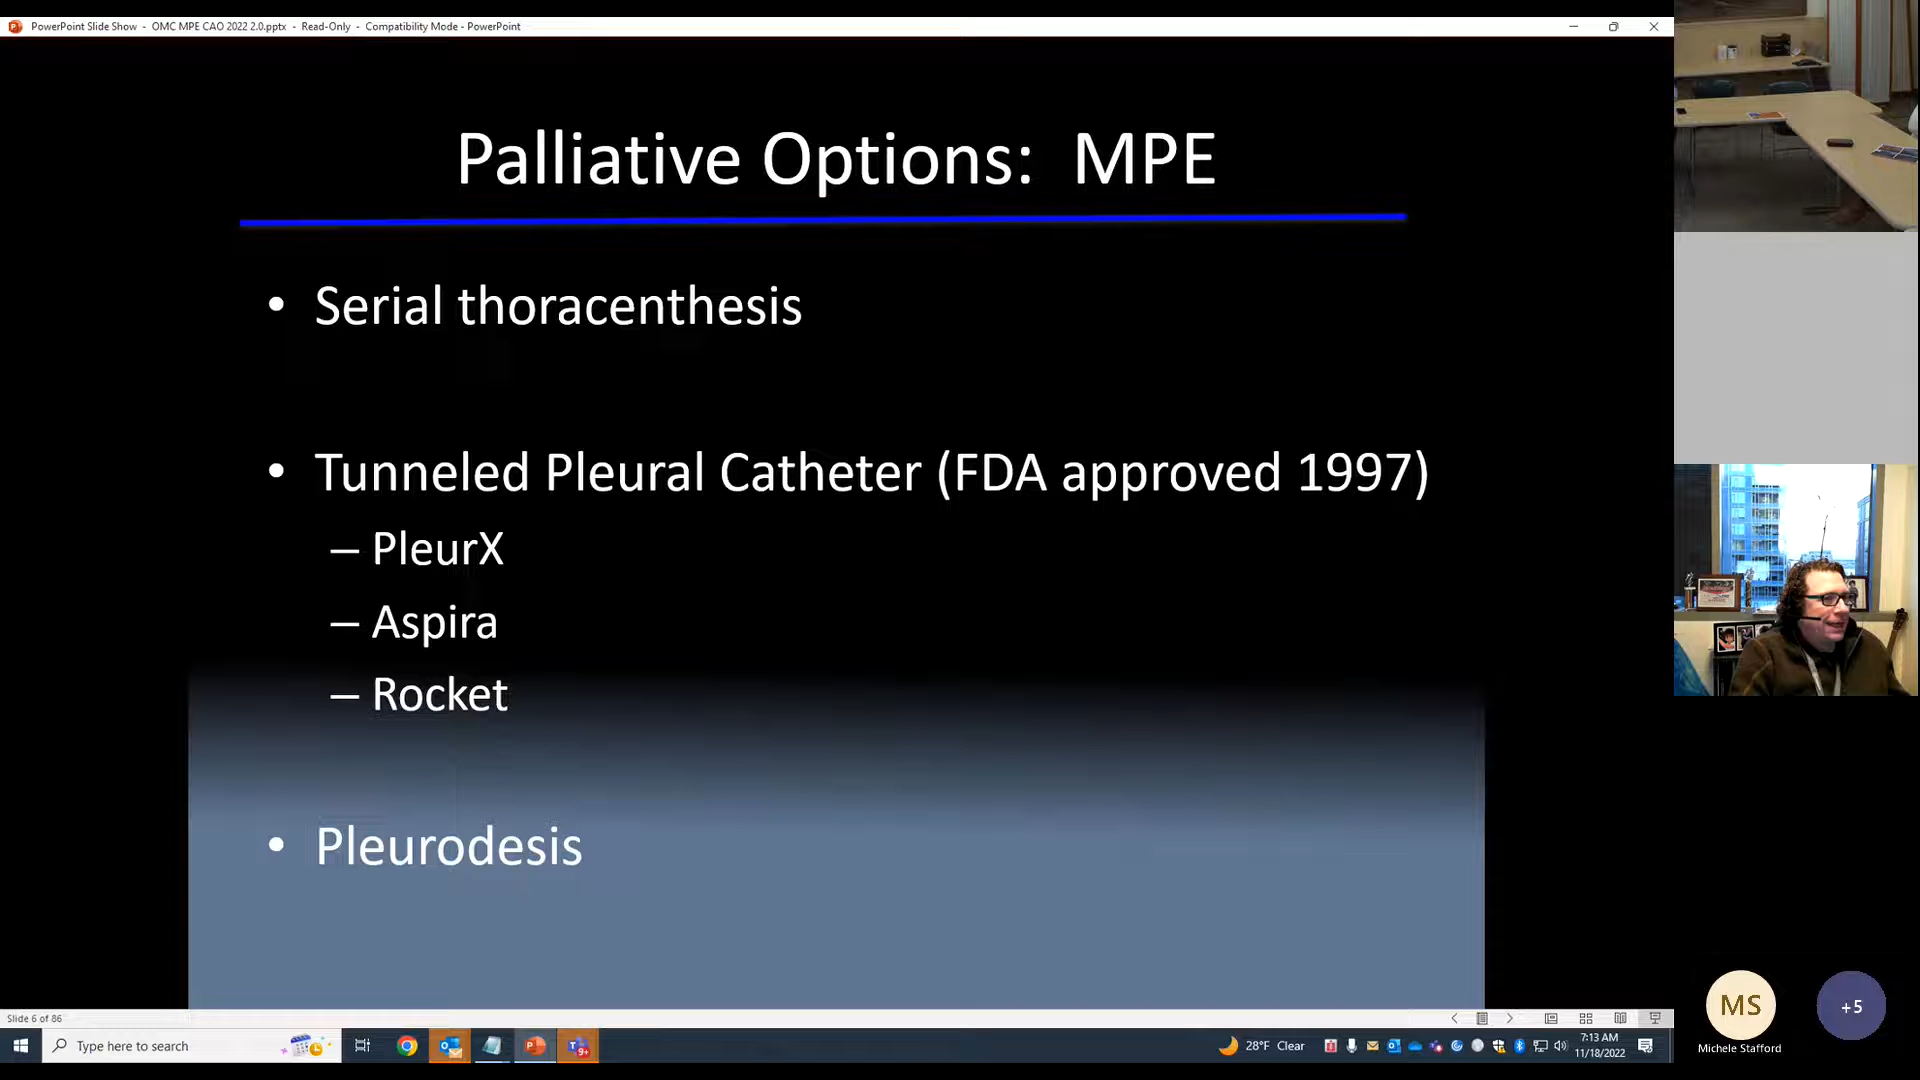 PowerPoint Slide Show - OMC MPE CAO 2022 2.0.pptx - Read-Only - Compatibility Mode - PowerPoint
Palliative Options: MPE
• Serial thoracenthesis
• Tunneled Pleural Catheter (FDA approved 1997)
– PleurX
– Aspira
– Rocket
• Pleurodesis
Slide 6 of 86
Type here to search
9+
28°F Clear
7:13 AM
11/18/2022
MS
+5
Michele Stafford